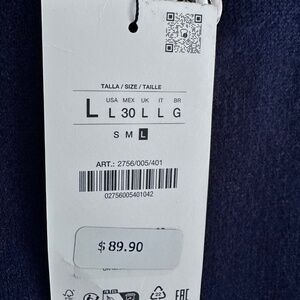 TALLA / SIZE / TAILLE
USA MEX UK IT BR
L L 30 L L G
S M L
ART.: 2756/005/401
02756005401042
$ 89.90